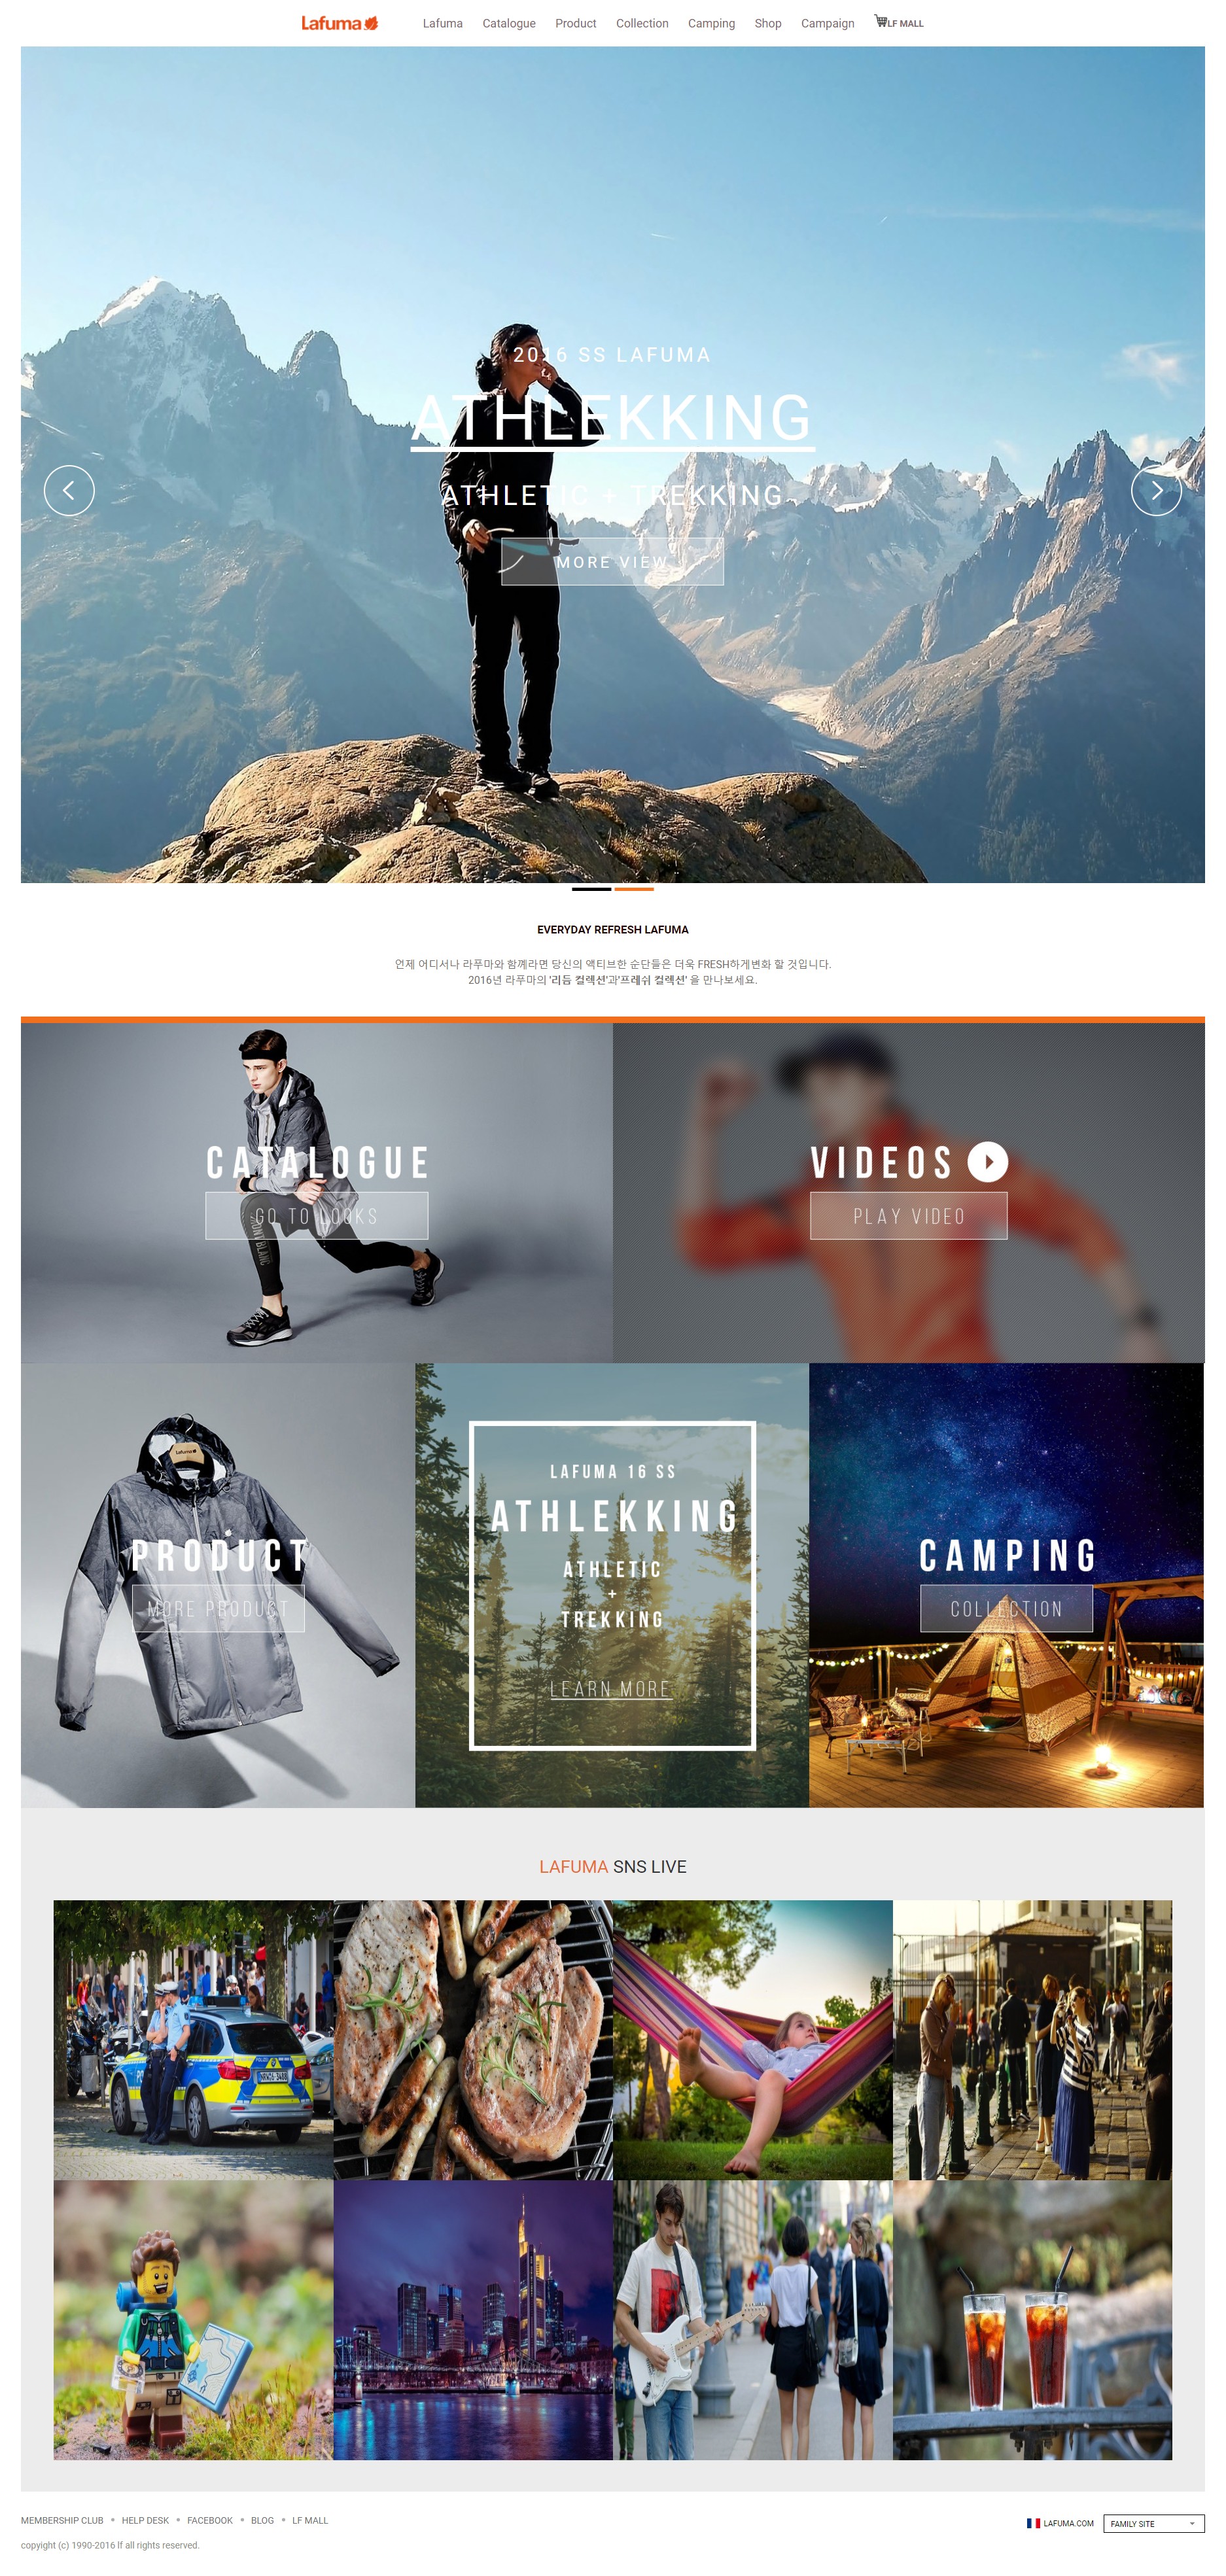 Lafuma
Lafuma Catalogue Product Collection Camping Shop Campaign LF MALL
2016 SS LAFUMA
ATHLEKKING
ATHLETIC + TREKKING
MORE VIEW
EVERYDAY REFRESH LAFUMA
언제 어디서나 라푸마와 함꼐라면 당신의 액티브한 순단들은 더욱 FRESH하게변화 할 것입니다.
2016년 라푸마의 '리듬 컬렉션'과'프레쉬 컬렉션' 을 만나보세요.
CATALOGUE
GO TO LOOKS
MONT BLANC
VIDEOS
PLAY VIDEO
Lafuma
PRODUCT
MORE PRODUCT
LAFUMA 16 SS
ATHLEKKING
ATHLETIC
+
TREKKING
LEARN MORE
CAMPING
COLLECTION
LAFUMA SNS LIVE
MEMBERSHIP CLUB • HELP DESK • FACEBOOK • BLOG • LF MALL
LAFUMA.COM
FAMILY SITE
copyright (c) 1990-2016 lf all rights reserved.